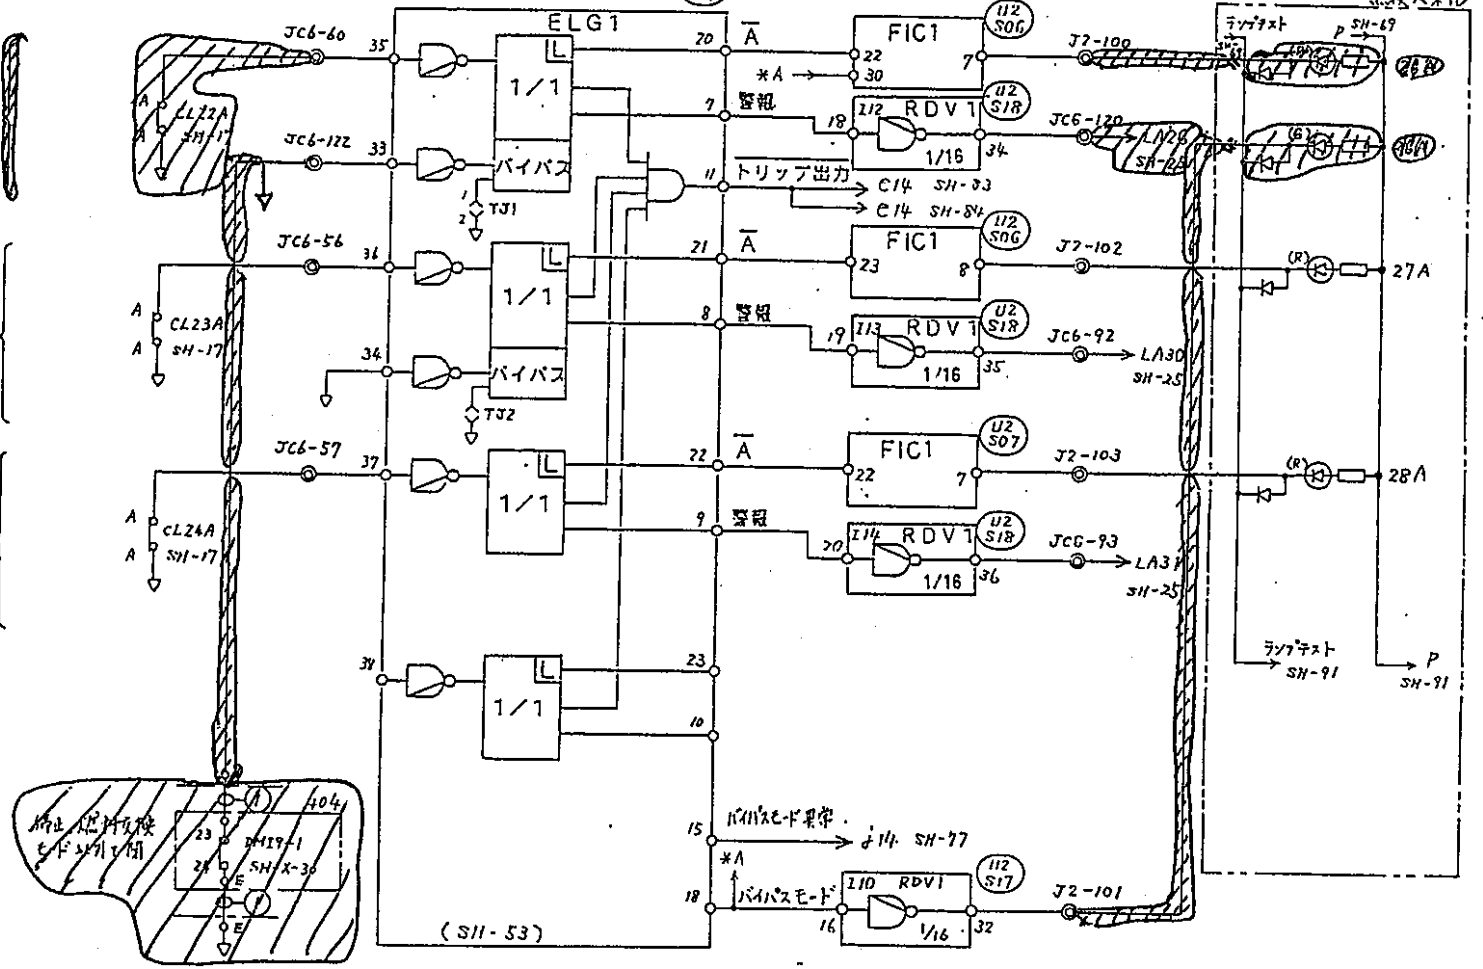 ELG1
JC6-60
35
1/1
L
20
A
22
*A
30
FIC1
7
U2
S06
J2-100
ランプテスト
P SH-69
A
A
CL22A
SH-17
7
警報
18
I12
RDV1
1/16
34
U2
S18
JC6-120
SH-25
(G)
JC6-122
33
バイパス
1
2
TJ1
11
トリップ出力
C14 SH-83
e14 SH-84
JC6-56
36
1/1
L
21
A
23
FIC1
8
U2
S06
J2-102
(R)
27A
A
A
CL23A
SH-17
8
警報
19
I13
RDV1
1/16
35
U2
S18
JC6-92
LA30
SH-25
34
バイパス
TJ2
JC6-57
37
1/1
L
22
A
22
FIC1
7
U2
S07
J2-103
(R)
28A
A
A
CL24A
SH-17
9
警報
20
I14
RDV1
1/16
36
U2
S18
JC6-93
LA31
SH-25
38
1/1
L
23
10
ランプテスト
SH-91
P
SH-91
404
23
E
E
15
バイパスモード異常
j14 SH-77
*A
18
バイパスモード
16
I10
RDV1
1/16
32
U2
S17
J2-101
(SH-53)